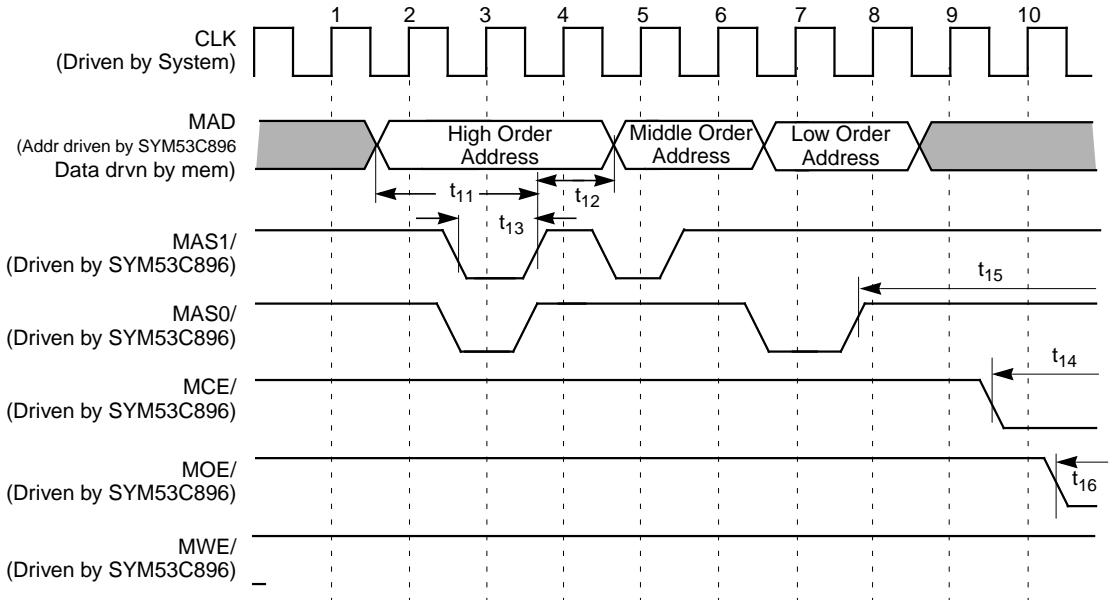 1 2 3 4 5 6 7 8 9 10
CLK
(Driven by System)
MAD
(Addr driven by SYM53C896
Data drvn by mem)
High Order
Address
Middle Order
Address
Low Order
Address
t11
t12
t13
MAS1/
(Driven by SYM53C896)
t15
MAS0/
(Driven by SYM53C896)
t14
MCE/
(Driven by SYM53C896)
MOE/
(Driven by SYM53C896)
t16
MWE/
(Driven by SYM53C896)